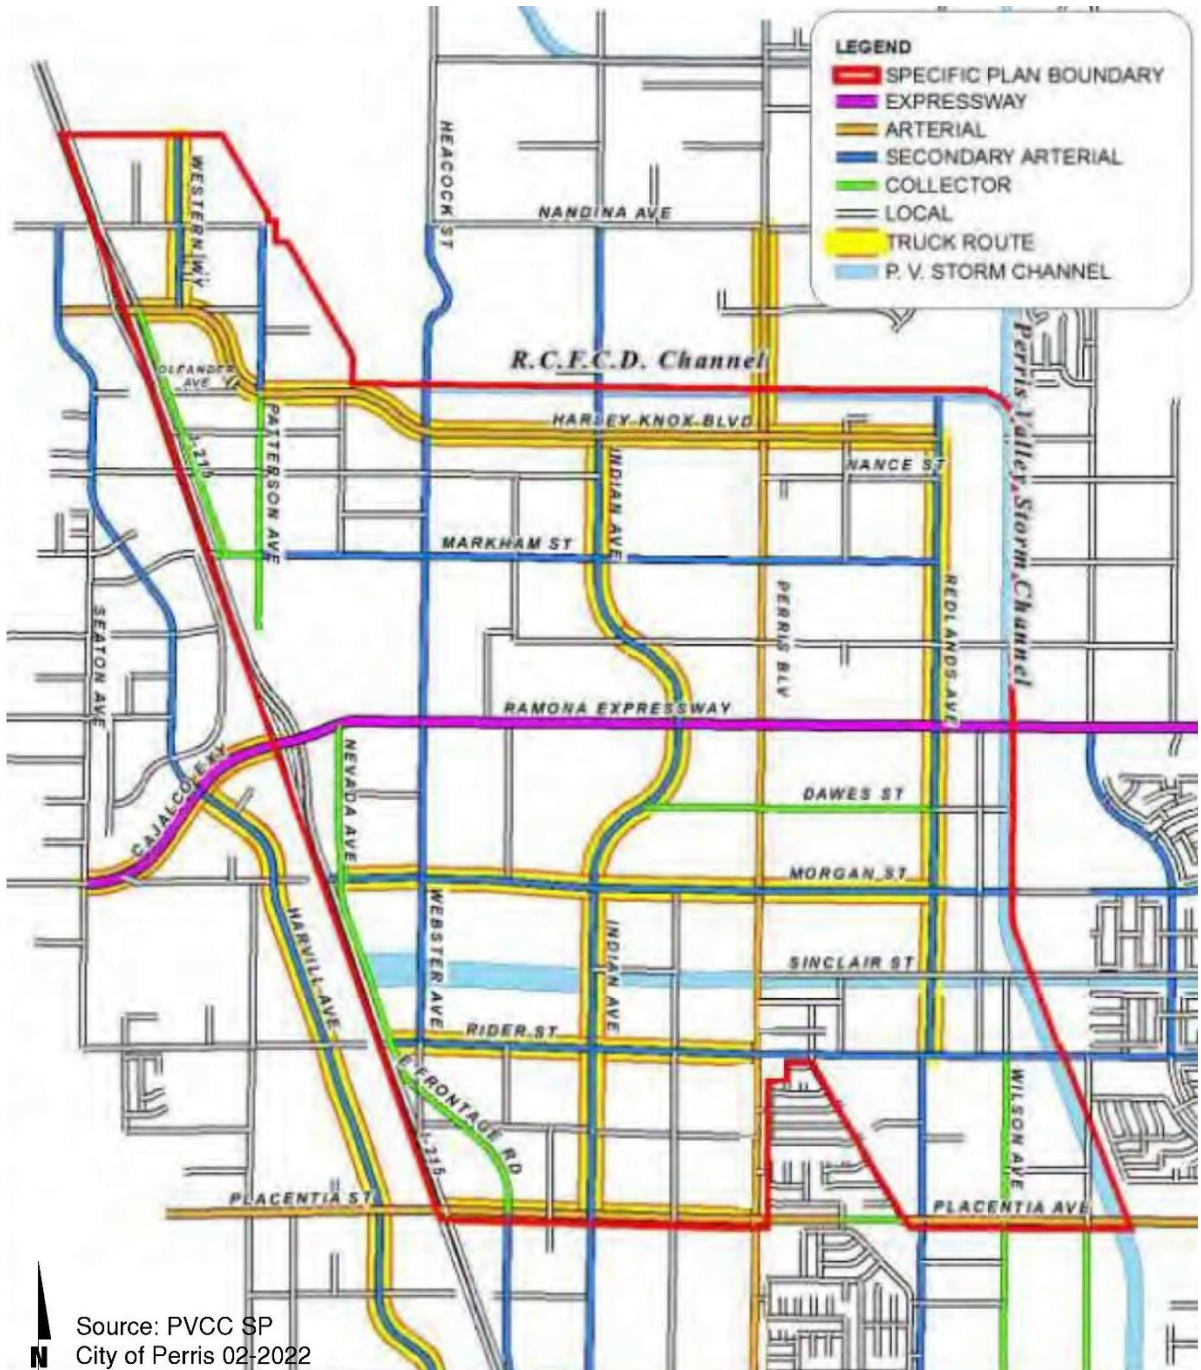 LEGEND
SPECIFIC PLAN BOUNDARY
EXPRESSWAY
ARTERIAL
SECONDARY ARTERIAL
COLLECTOR
LOCAL
TRUCK ROUTE
P. V. STORM CHANNEL
HEACOCK ST
WESTERN WY
NANDINA AVE
R.C.F.C.D. Channel
Perris Valley Storm Channel
OLEANDER
AVE
HARLEY KNOX BLVD
PATTERSON AVE
I-215
INDIAN AVE
NANCE ST
MARKHAM ST
PERRIS BLV
REDLANDS AVE
SEATON AVE
RAMONA EXPRESSWAY
CAJALCO EXY
NEVADA AVE
DAWES ST
MORGAN ST
HARVILL AVE
WEBSTER AVE
INDIAN AVE
SINCLAIR ST
RIDER ST
E FRONTAGE RD
WILSON AVE
I-215
PLACENTIA ST
PLACENTIA AVE
N
Source: PVCC SP
City of Perris 02-2022